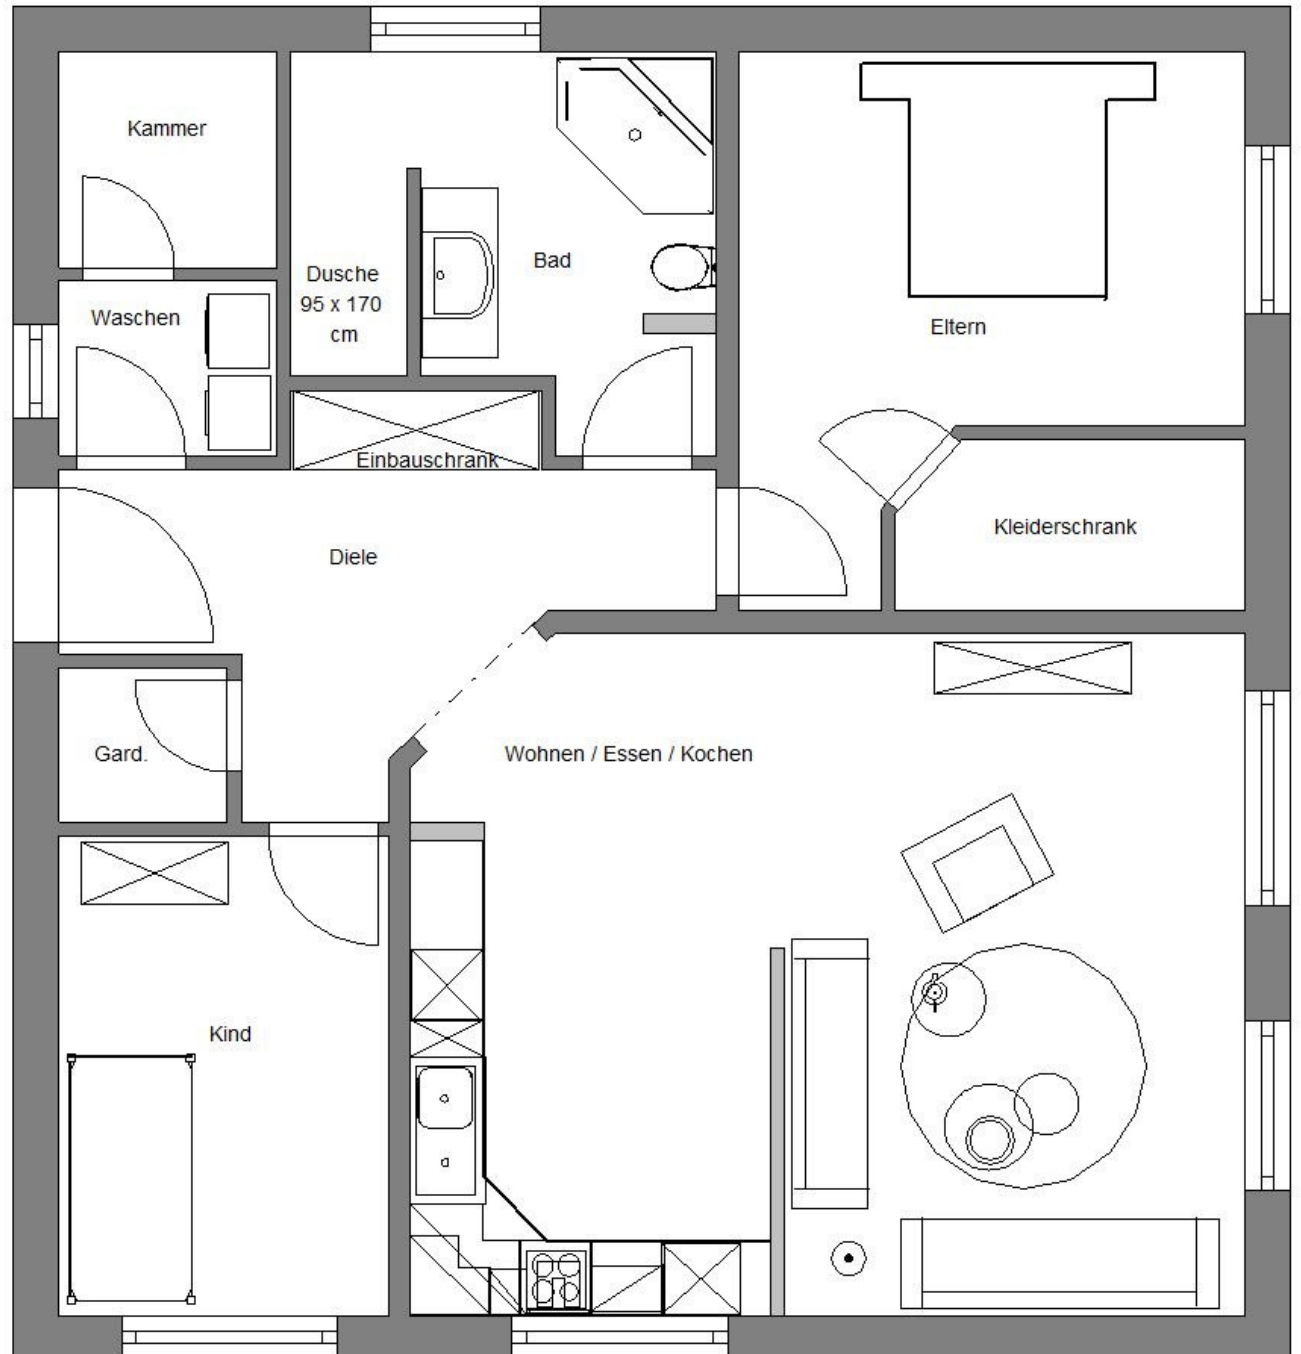 Kammer
Waschen
Dusche
95 x 170
cm
Bad
Eltern
Einbauschrank
Kleiderschrank
Diele
Gard.
Wohnen / Essen / Kochen
Kind